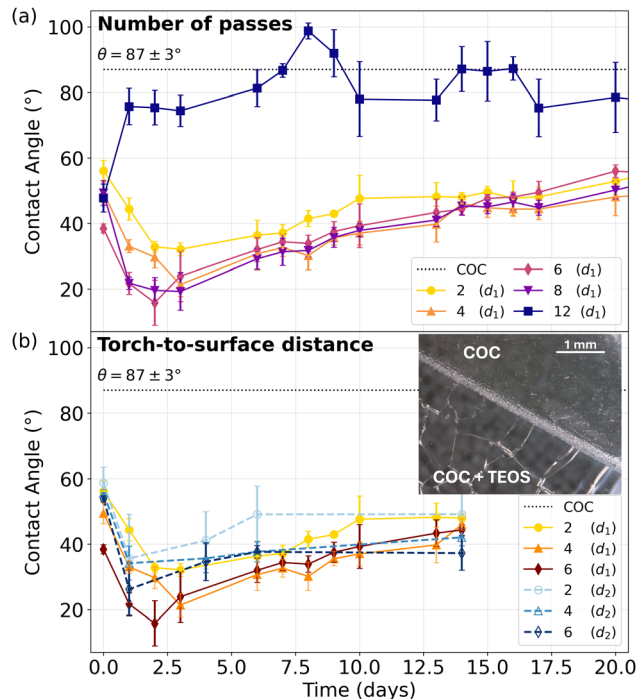 (a)
Number of passes
θ = 87 ± 3°
100
80
60
40
20
Contact Angle (°)
COC
2 (d₁)
4 (d₁)
6 (d₁)
8 (d₁)
12 (d₁)
(b)
Torch-to-surface distance
θ = 87 ± 3°
100
80
60
40
20
Contact Angle (°)
COC
1 mm
COC + TEOS
COC
2 (d₁)
4 (d₁)
6 (d₁)
2 (d₂)
4 (d₂)
6 (d₂)
0.0 2.5 5.0 7.5 10.0 12.5 15.0 17.5 20.0
Time (days)